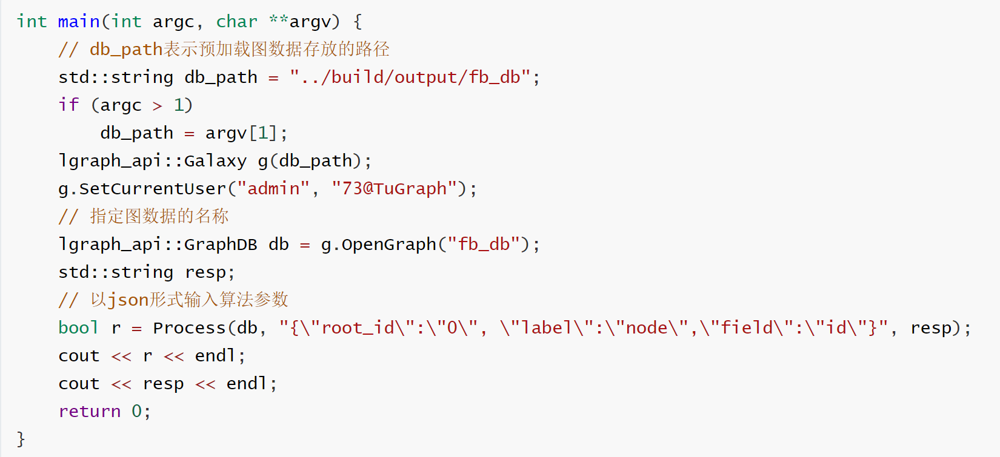 int main(int argc, char **argv) {
    // db_path表示预加载图数据存放的路径
    std::string db_path = "../build/output/fb_db";
    if (argc > 1)
        db_path = argv[1];
    lgraph_api::Galaxy g(db_path);
    g.SetCurrentUser("admin", "73@TuGraph");
    // 指定图数据的名称
    lgraph_api::GraphDB db = g.OpenGraph("fb_db");
    std::string resp;
    // 以json形式输入算法参数
    bool r = Process(db, "{\"root_id\":\"0\", \"label\":\"node\",\"field\":\"id\"}", resp);
    cout << r << endl;
    cout << resp << endl;
    return 0;
}